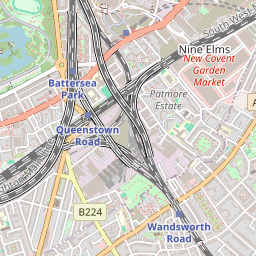 South West
Nine Elms
New Covent
Garden
Market
Battersea
Park
Patmore
Estate
A
Queenstown
Road
B224
Wandsworth
Road